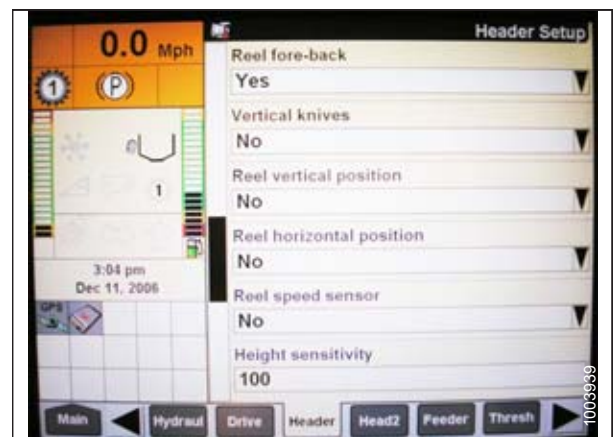 0.0 Mph
1
(P)
1
3:04 pm
Dec 11, 2006
GPS
Header Setup
Reel fore-back
Yes
Vertical knives
No
Reel vertical position
No
Reel horizontal position
No
Reel speed sensor
No
Height sensitivity
100
Main
Hydraul
Drive
Header
Head2
Feeder
Thresh
1003939